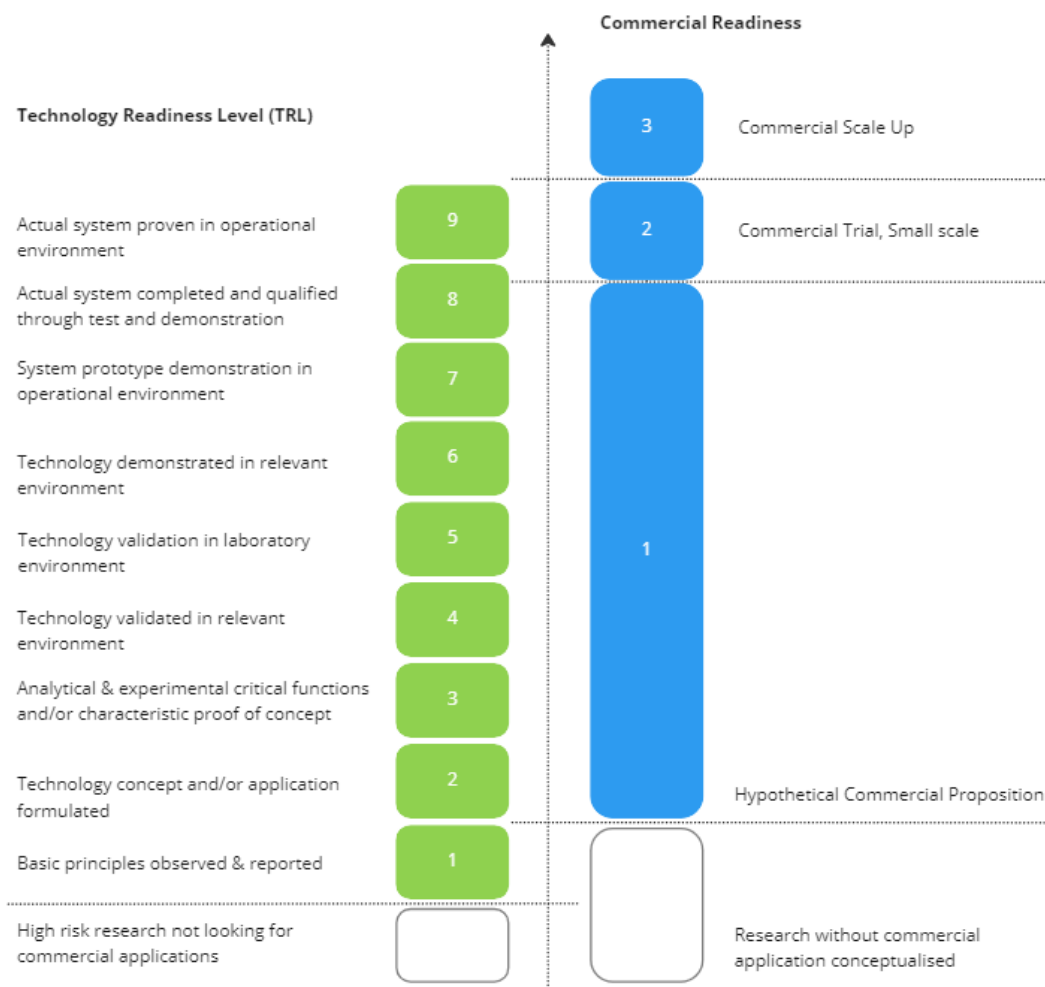 Commercial Readiness
Technology Readiness Level (TRL)
3
Commercial Scale Up
9
Actual system proven in operational
environment
2
Commercial Trial, Small scale
Actual system completed and qualified
through test and demonstration
8
System prototype demonstration in
operational environment
7
Technology demonstrated in relevant
environment
6
Technology validation in laboratory
environment
5
1
Technology validated in relevant
environment
4
Analytical & experimental critical functions
and/or characteristic proof of concept
3
Technology concept and/or application
formulated
2
Hypothetical Commercial Proposition
Basic principles observed & reported
1
High risk research not looking for
commercial applications
Research without commercial
application conceptualised